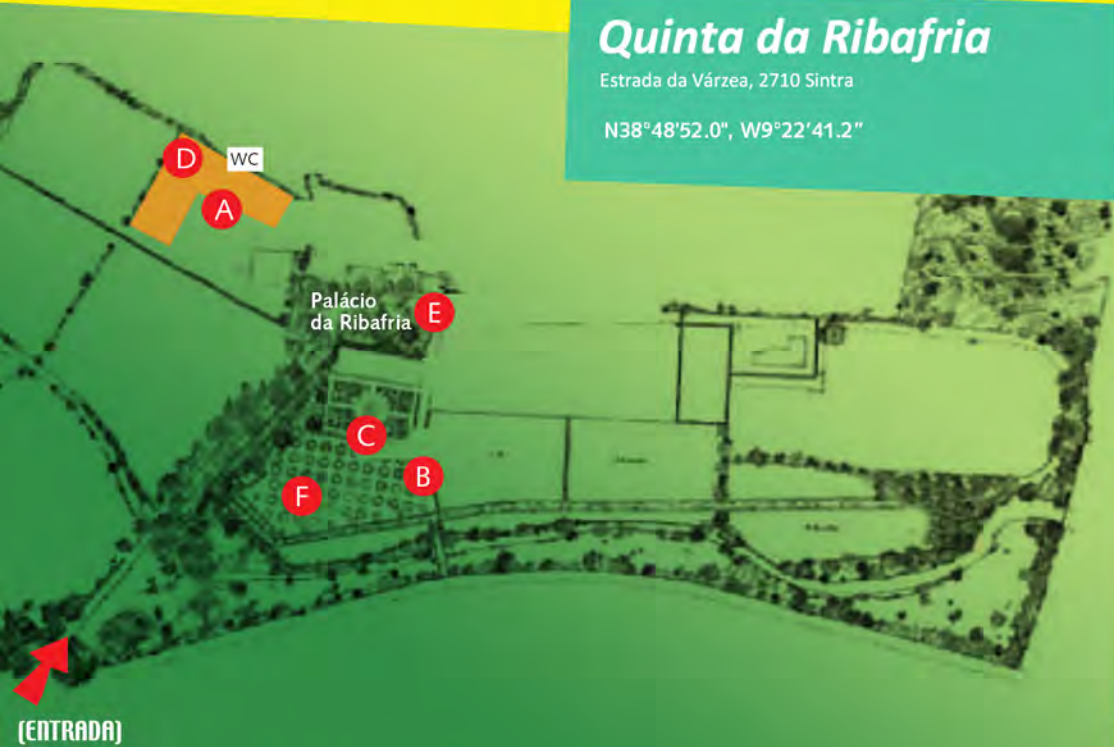 Quinta da Ribafria
Estrada da Várzea, 2710 Sintra
N38°48'52.0", W9°22'41.2"
D
WC
A
Palácio
da Ribafria
E
C
B
F
(ENTRADA)